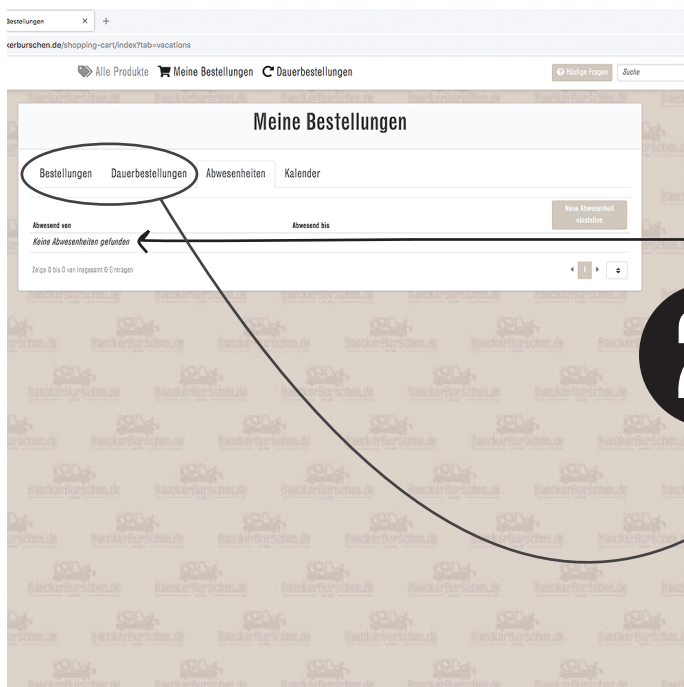 Bestellungen × +
kerburschen.de/shopping-cart/index?tab=vacations
Alle Produkte Meine Bestellungen Dauerbestellungen Häufige Fragen Suche
Meine Bestellungen
Bestellungen Dauerbestellungen Abwesenheiten Kalender
Neue Abwesenheit
einstellen
Abwesend von Abwesend bis
Keine Abwesenheiten gefunden
Zeige 0 bis 0 von insgesamt 0 Einträgen
1
BaeckerBurschen.de